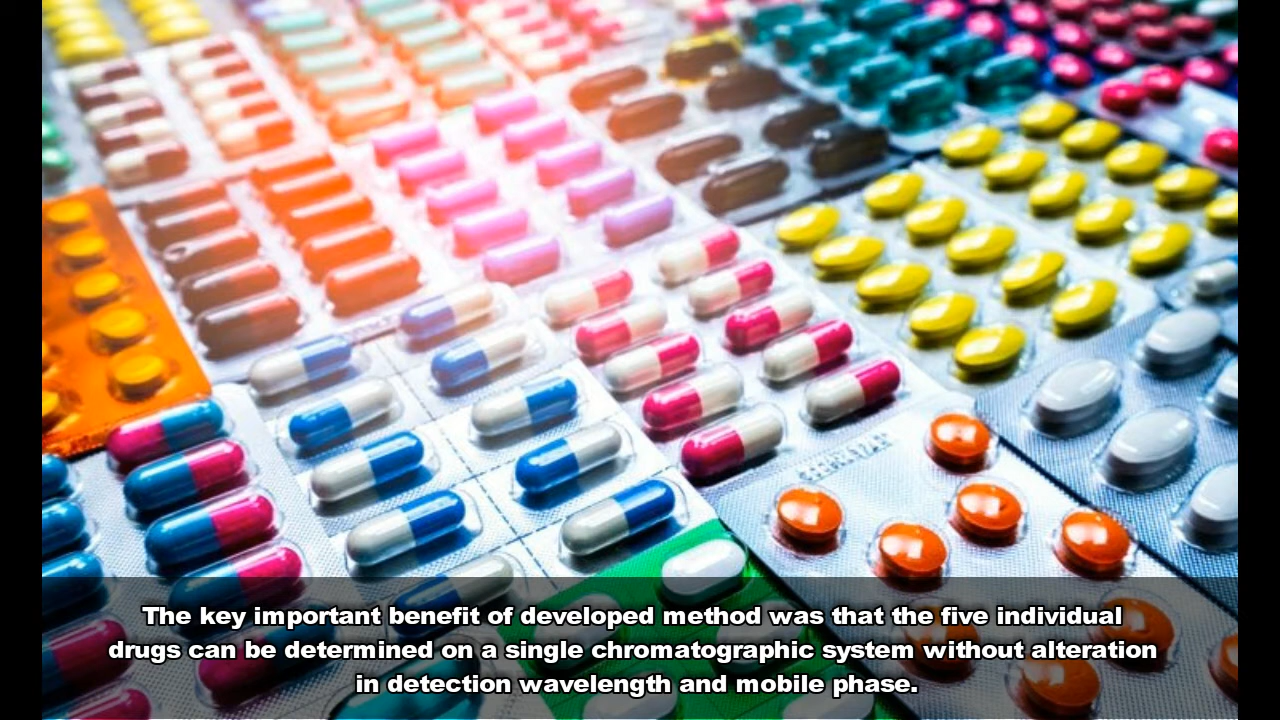 The key important benefit of developed method was that the five individual
drugs can be determined on a single chromatographic system without alteration
in detection wavelength and mobile phase.